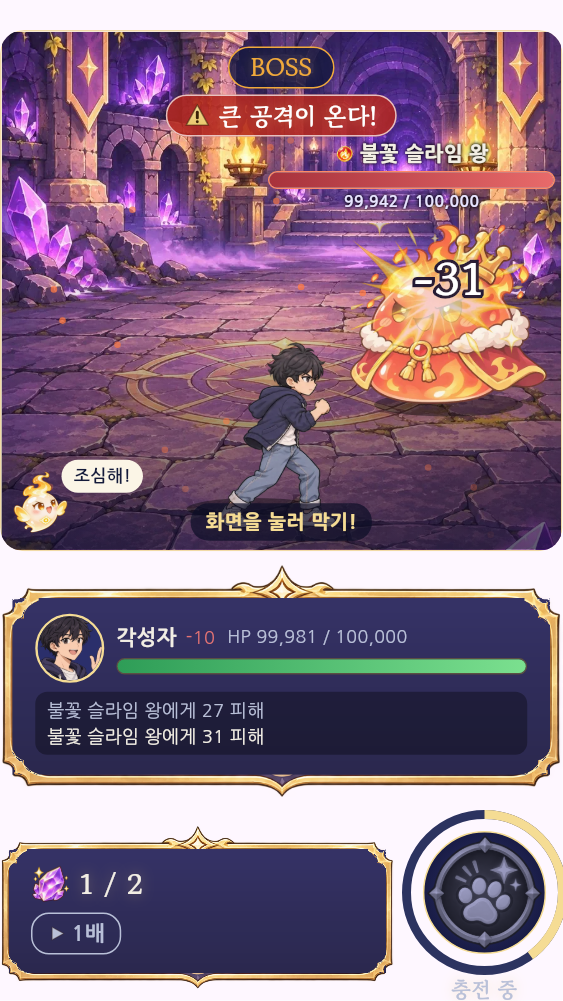 BOSS
⚠ 큰 공격이 온다!
불꽃 슬라임 왕
99,942 / 100,000
-31
조심해!
화면을 눌러 막기!
각성자 -10 HP 99,981 / 100,000
불꽃 슬라임 왕에게 27 피해
불꽃 슬라임 왕에게 31 피해
1 / 2
▶ 1배
충전 중